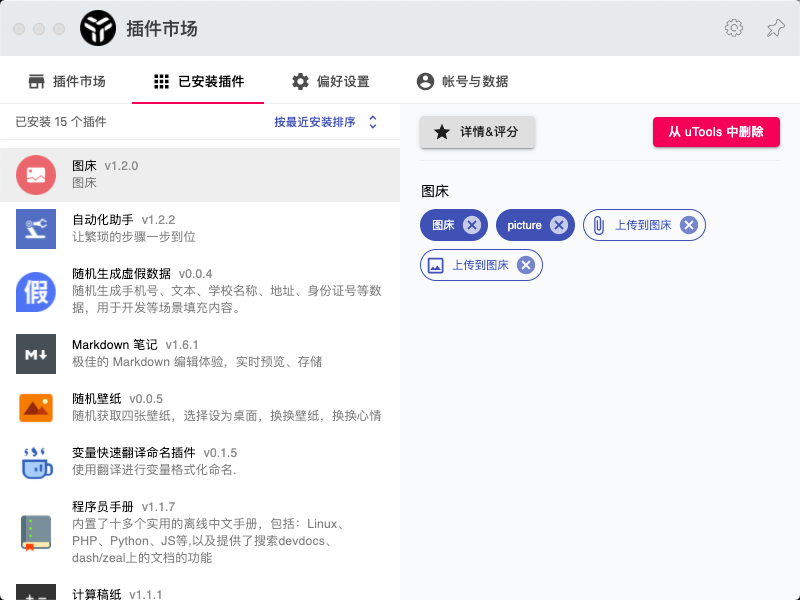 插件市场
插件市场
已安装插件
偏好设置
帐号与数据
已安装 15 个插件
按最近安装排序
图床 v1.2.0
图床
自动化助手 v1.2.2
让繁琐的步骤一步到位
假
随机生成虚假数据 v0.0.4
随机生成手机号、文本、学校名称、地址、身份证号等数
据，用于开发等场景填充内容。
M
Markdown 笔记 v1.6.1
极佳的 Markdown 编辑体验，实时预览、存储
随机壁纸 v0.0.5
随机获取四张壁纸，选择设为桌面，换换壁纸，换换心情
变量快速翻译命名插件 v0.1.5
使用翻译进行变量格式化命名.
程序员手册 v1.1.7
内置了十多个实用的离线中文手册，包括：Linux、
PHP、Python、JS等,以及提供了搜索devdocs、
dash/zeal上的文档的功能
计算稿纸 v1.1.1
详情&评分
从 uTools 中删除
图床
图床
picture
上传到图床
上传到图床